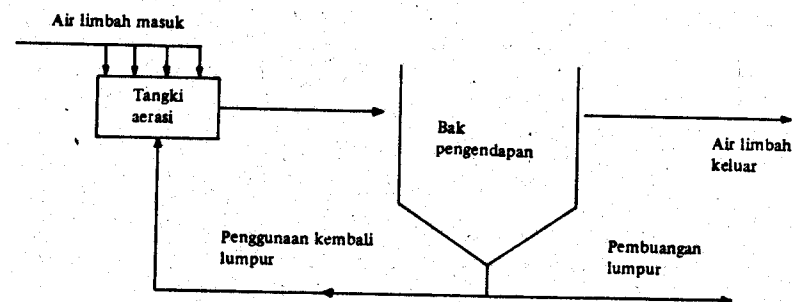 Air limbah masuk
Tangki
aerasi
Bak
pengendapan
Air limbah
keluar
Penggunaan kembali
lumpur
Pembuangan
lumpur